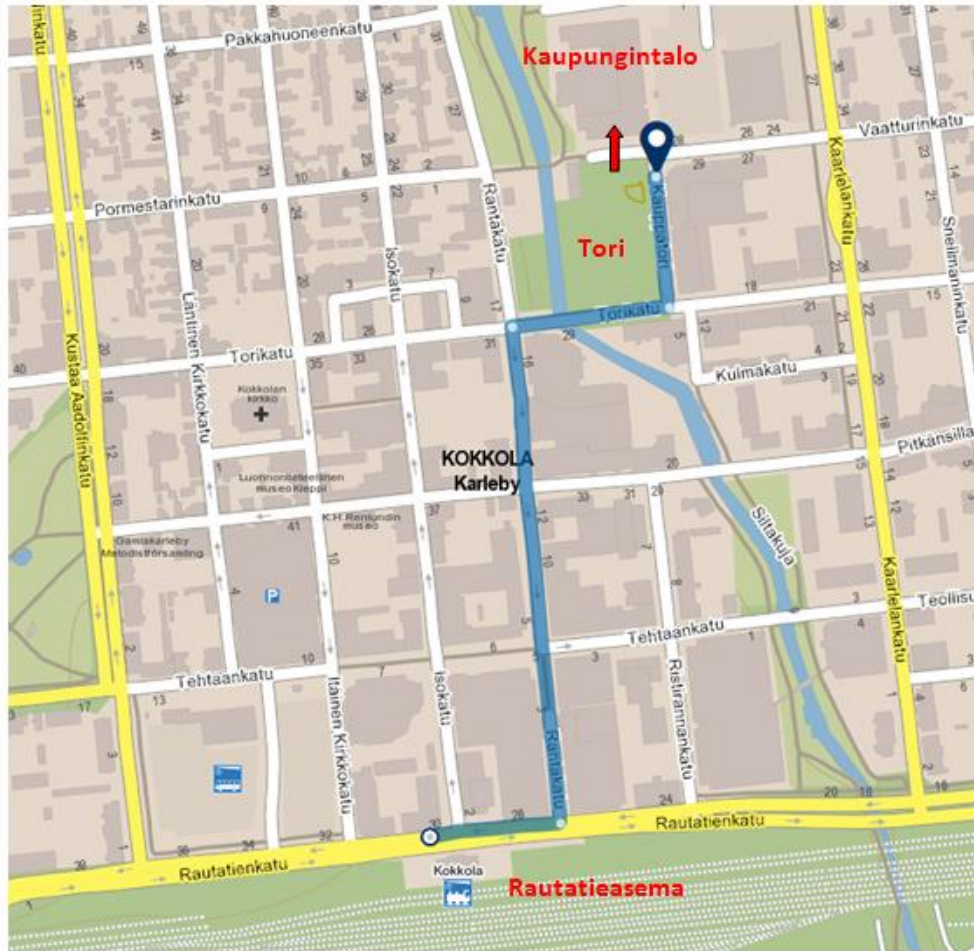 Pakkahuoneenkatu
Kaupungintalo
Vaatturinkatu
Pormestarinkatu
Rantakatu
Kauppatori
Tori
Kaarlelankatu
Snellmaninkatu
Isokatu
Läntinen Kirkkokatu
Torikatu
Torikatu
Kustaa Aadolfinkatu
Kulmakatu
Kokkolan
kirkko
KOKKOLA
Karleby
Pitkänsilla
Luonnontieteellinen
museo Kieppi
K.H.Renlundin
museo
Gamlakarleby
Metodistförsamling
P
Siltakuja
Kaarlelankatu
Teollisu
Tehtaankatu
Tehtaankatu
Itäinen Kirkkokatu
Isokatu
Rantakatu
Ristirannankatu
Rautatienkatu
Rautatienkatu
Kokkola
Rautatieasema